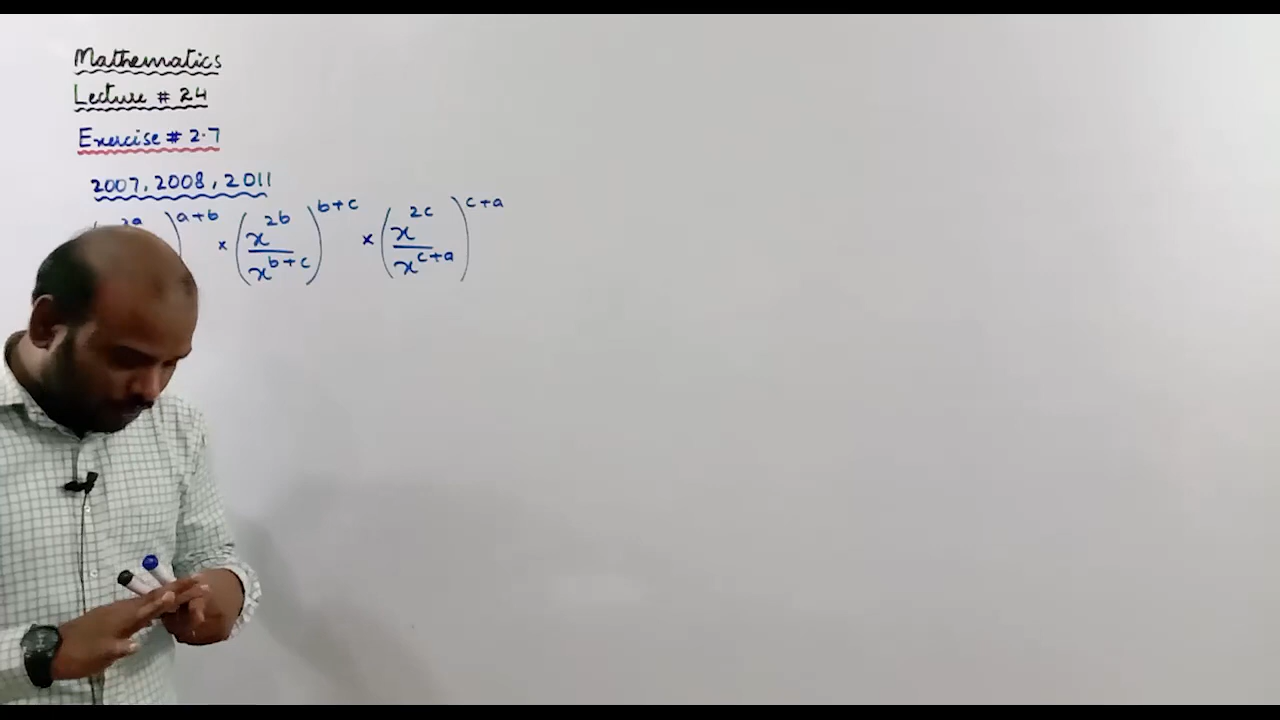 Mathematics
Lecture # 24
Exercise # 2.7
2007, 2008, 2011
)^{a+b} × (x^{2b} / x^{b+c})^{b+c} × (x^{2c} / x^{c+a})^{c+a}